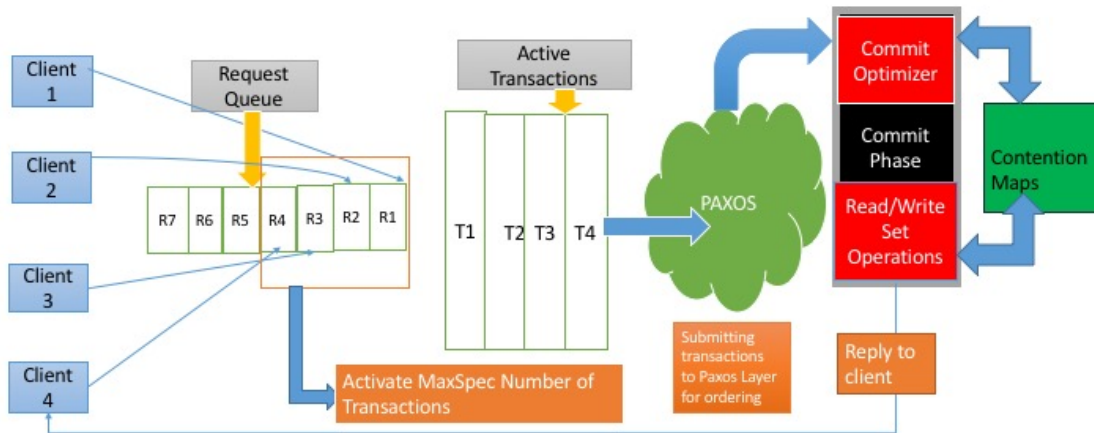 Client
1
Request
Queue
Active
Transactions
Commit
Optimizer
Client
2
Commit
Phase
Contention
Maps
R7 R6 R5 R4 R3 R2 R1
T1 T2 T3 T4
PAXOS
Read/Write
Set
Operations
Client
3
Submitting
transactions
to Paxos Layer
for ordering
Reply to
client
Client
4
Activate MaxSpec Number of
Transactions